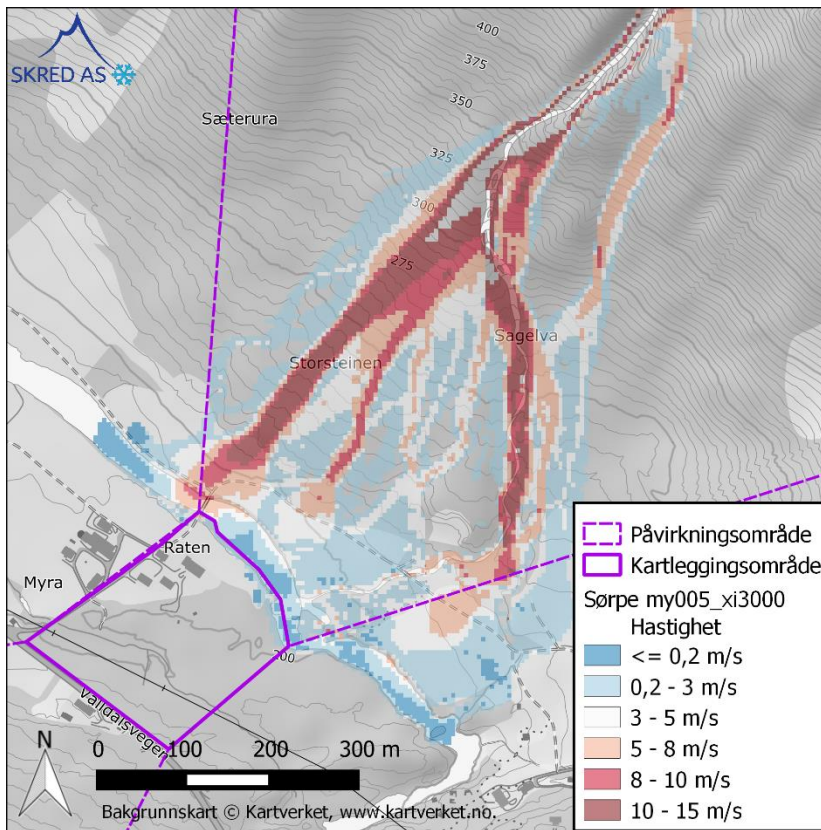 SKRED AS
400
375
350
Sæterura
325
300
275
Sagelva
Storsteinen
Raten
Myra
200
Valldalsvegen
N
0 100 200 300 m
Bakgrunnskart © Kartverket, www.kartverket.no.
Påvirkningsområde
Kartleggingsområde
Sørpe my005_xi3000
Hastighet
<= 0,2 m/s
0,2 - 3 m/s
3 - 5 m/s
5 - 8 m/s
8 - 10 m/s
10 - 15 m/s